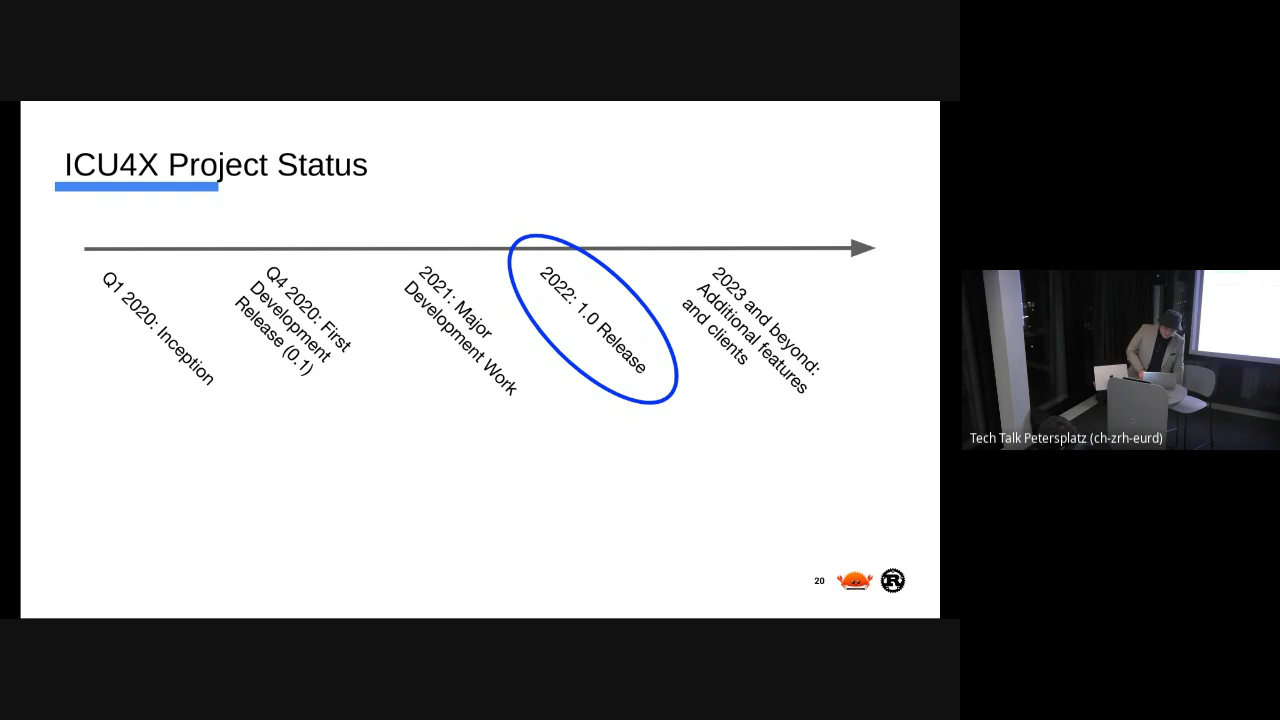 ICU4X Project Status
Q1 2020: Inception
Q4 2020: First
Development
Release (0.1)
2021: Major
Development Work
2022: 1.0 Release
2023 and beyond:
Additional features
and clients
20
R
Tech Talk Petersplatz (ch-zrh-eurd)